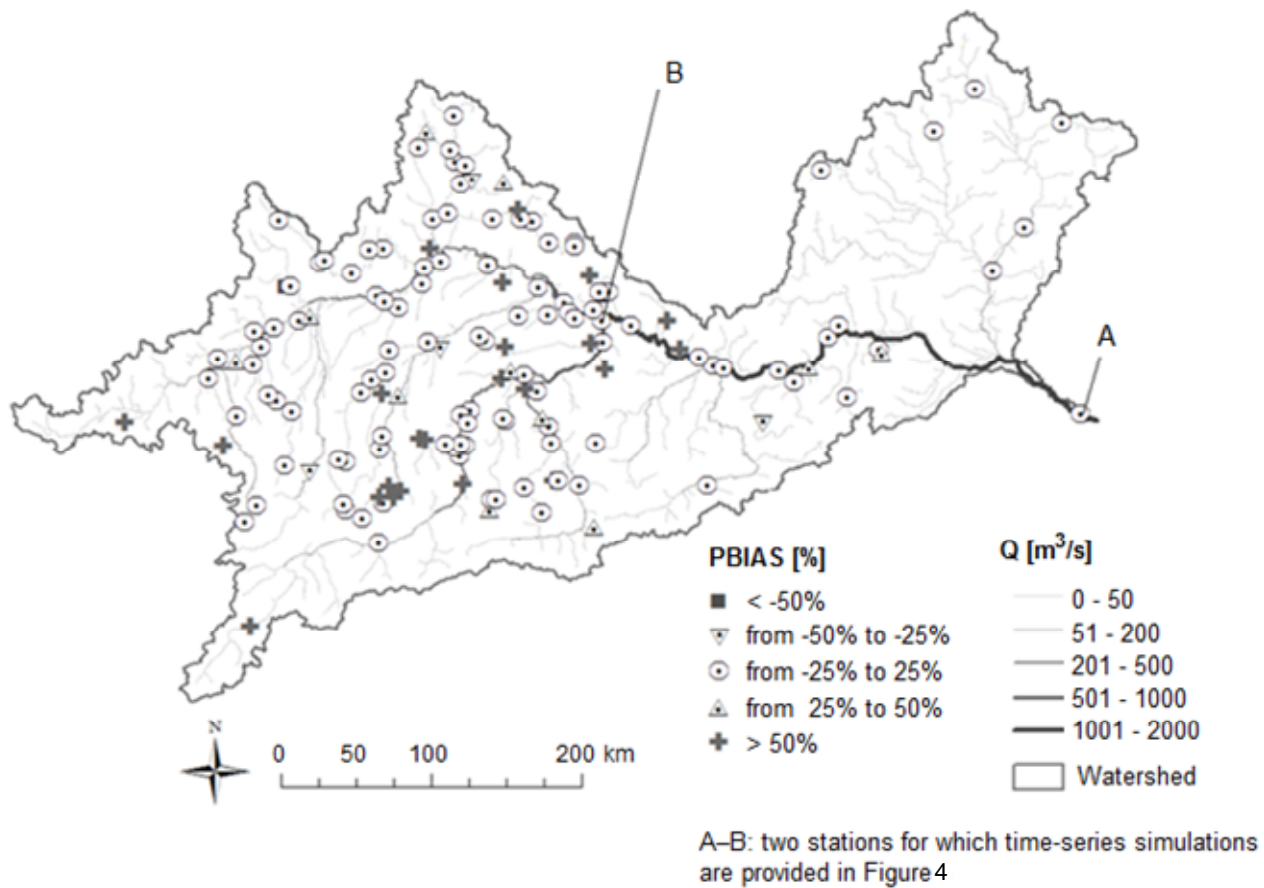 B
A
PBIAS [%]
< -50%
from -50% to -25%
from -25% to 25%
from 25% to 50%
> 50%
Q [m³/s]
0 - 50
51 - 200
201 - 500
501 - 1000
1001 - 2000
Watershed
N
0 50 100 200 km
A–B: two stations for which time-series simulations
are provided in Figure 4